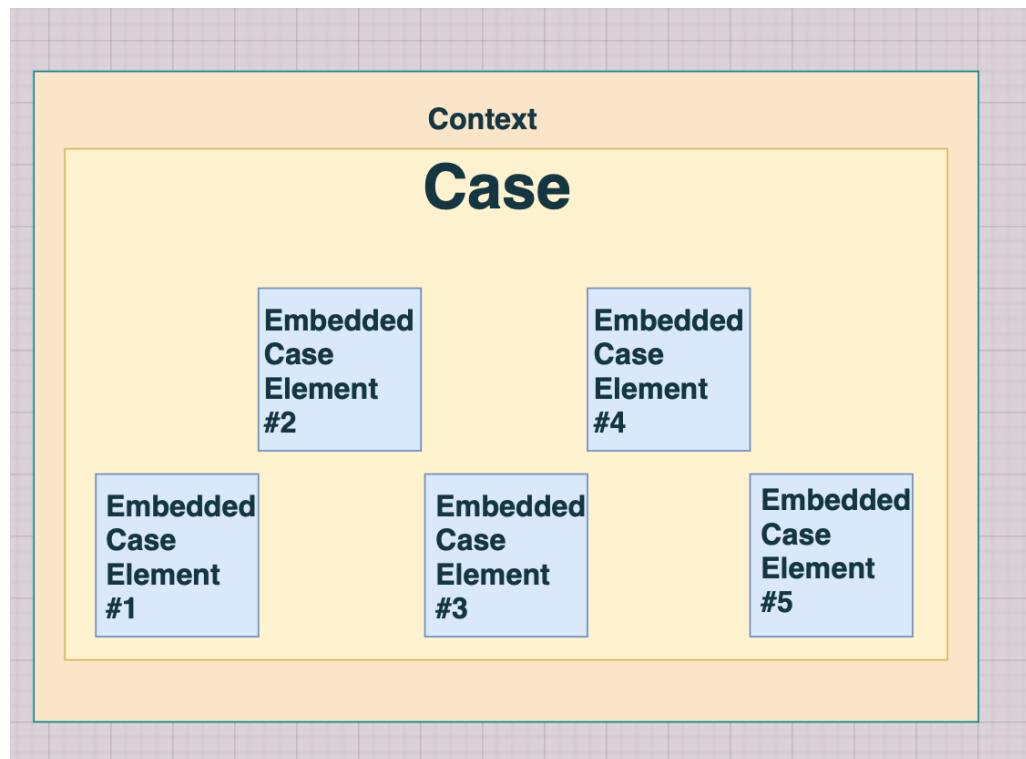 Context
Case
Embedded
Case
Element
#2
Embedded
Case
Element
#4
Embedded
Case
Element
#1
Embedded
Case
Element
#3
Embedded
Case
Element
#5